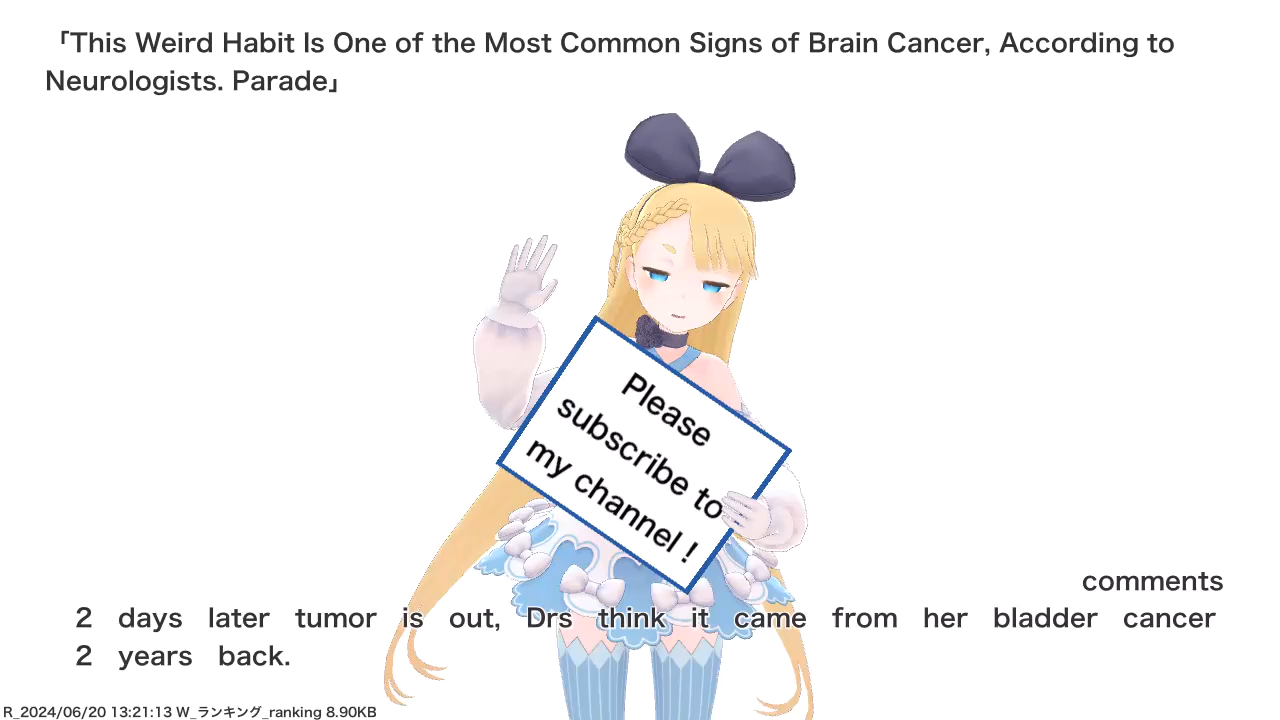 「This Weird Habit Is One of the Most Common Signs of Brain Cancer, According to
Neurologists. Parade」
Please
subscribe to
my channel !
comments
2 days later tumor is out, Drs think it came from her bladder cancer
2 years back.
R_2024/06/20 13:21:13 W_ランキング_ranking 8.90KB